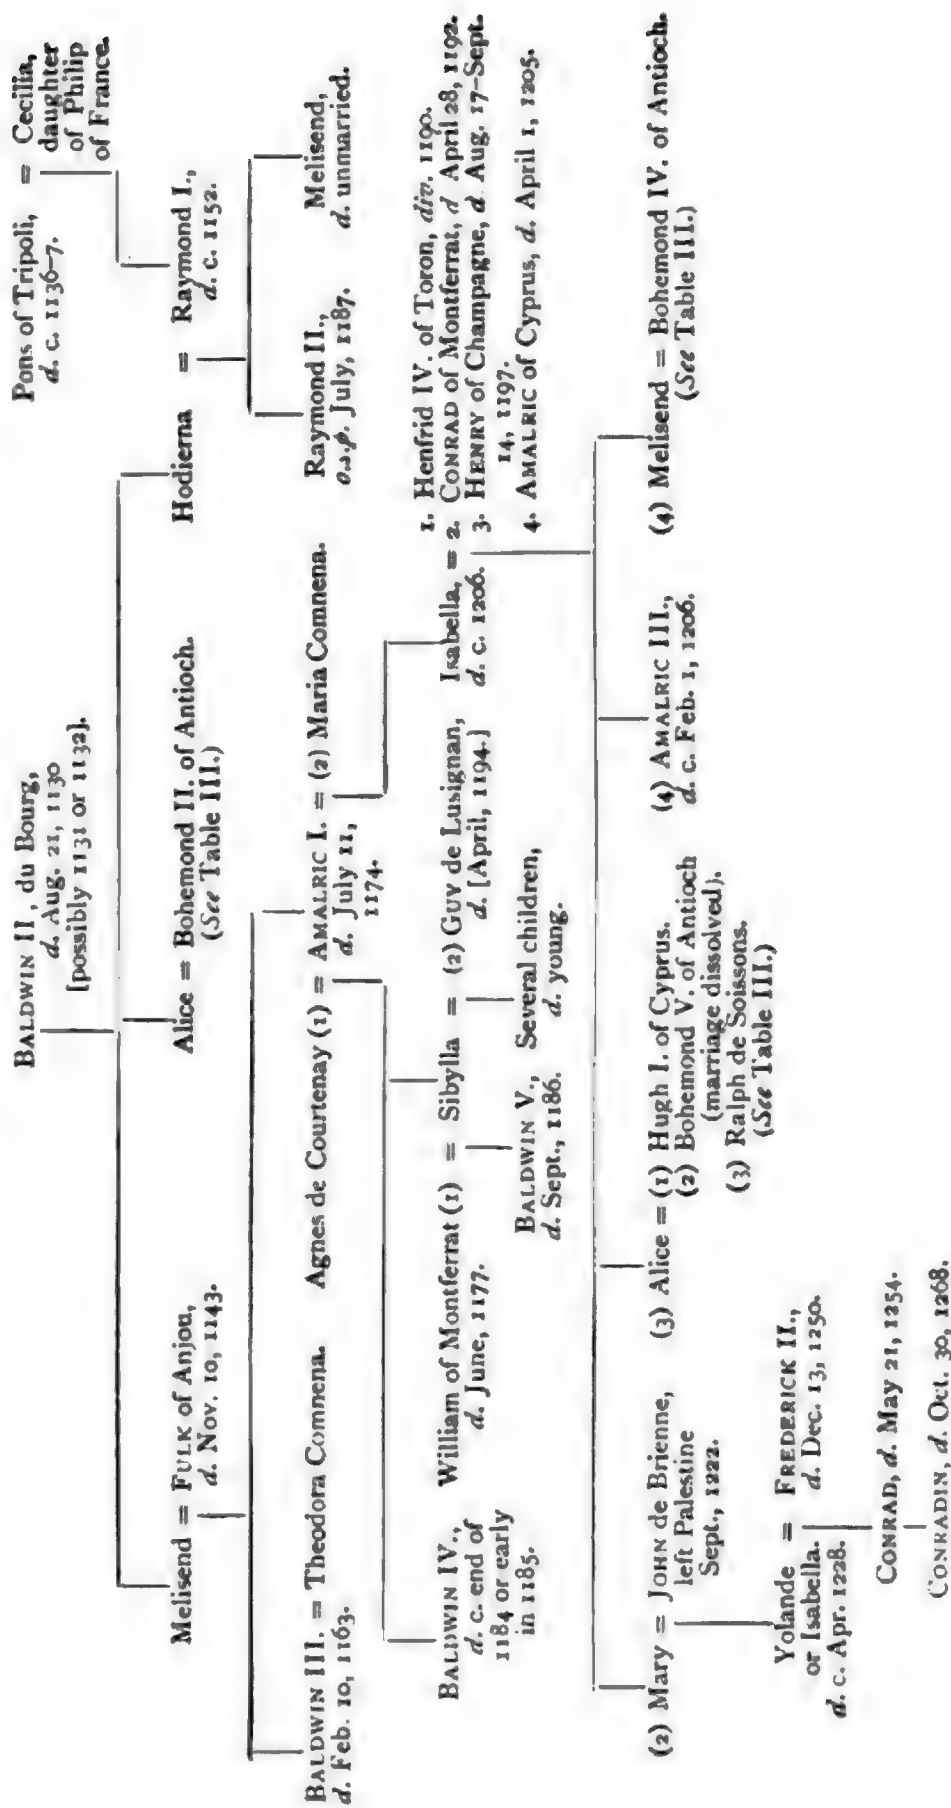 BALDWIN II, du Bourg,
d. Aug. 21, 1130
[possibly 1131 or 1132].
Pons of Tripoli, = Cecilia,
d. c. 1136-7.
daughter
of Philip
of France.
Melisend = FULK of Anjou,
d. Nov. 10, 1143.
Alice = Bohemond II. of Antioch.
(See Table III.)
Hodierna = Raymond I.,
d. c. 1152.
BALDWIN III. = Theodora Comnena.
d. Feb. 10, 1163.
Agnes de Courtenay (1) = AMALRIC I. = (2) Maria Comnena.
d. July 11,
1174.
Raymond II.,
o.s.p. July, 1187.
Melisend,
d. unmarried.
BALDWIN IV.,
d. c. end of
1184 or early
in 1185.
William of Montferrat (1) = Sibylla = (2) GUY de Lusignan,
d. June, 1177.
d. [April, 1194.]
Isabella, =
d. c. 1206.
1. Henfrid IV. of Toron, div. 1190.
2. CONRAD of Montferrat, d April 28, 1192.
3. HENRY of Champagne, d. Aug. 17-Sept.
14, 1197.
4. AMALRIC of Cyprus, d. April 1, 1205.
BALDWIN V.,
d. Sept., 1186.
Several children,
d. young.
(2) Mary = JOHN de Brienne,
left Palestine
Sept., 1222.
(3) Alice = (1) Hugh I. of Cyprus.
(2) Bohemond V. of Antioch
(marriage dissolved).
(3) Ralph de Soissons.
(See Table III.)
(4) AMALRIC III.,
d. c. Feb. 1, 1206.
(4) Melisend = Bohemond IV. of Antioch.
(See Table III.)
Yolande = FREDERICK II.,
or Isabella.
d. Dec. 13, 1250.
d. c. Apr. 1228.
CONRAD, d. May 21, 1254.
CONRADIN, d. Oct. 30, 1268.